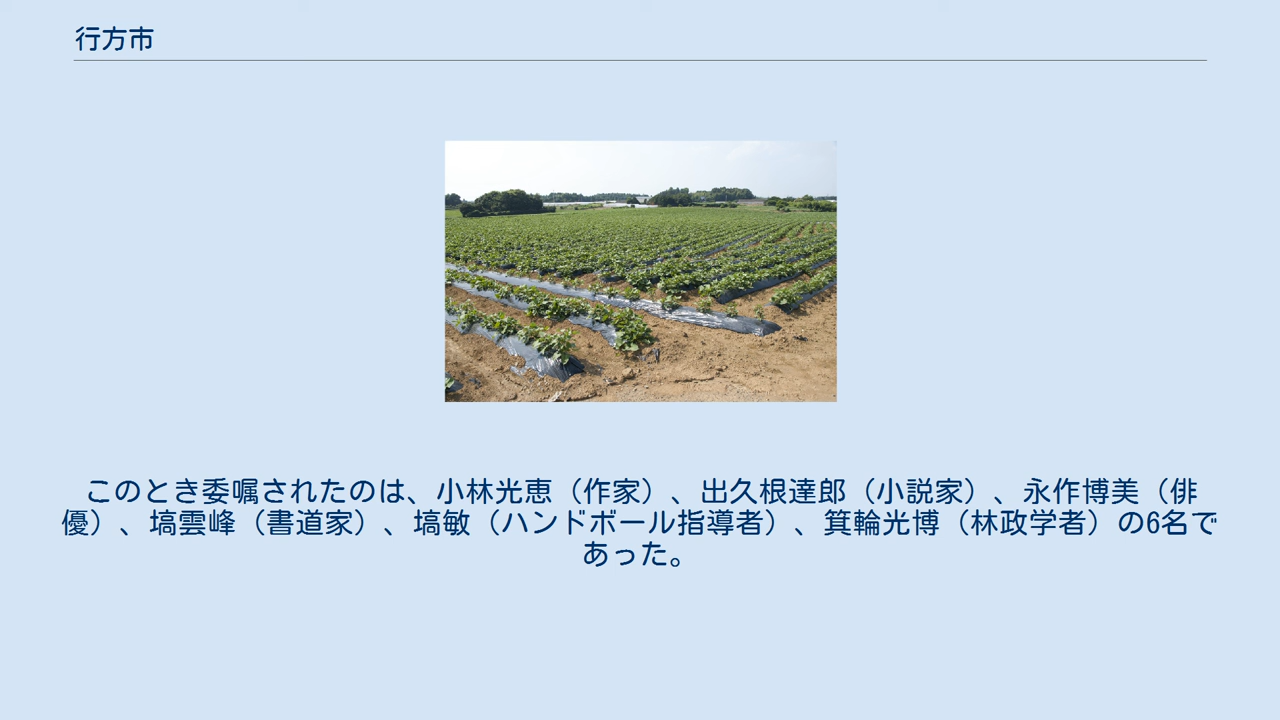 行方市
このとき委嘱されたのは、小林光恵（作家）、出久根達郎（小説家）、永作博美（俳
優）、塙雲峰（書道家）、塙敏（ハンドボール指導者）、箕輪光博（林政学者）の6名で
あった。